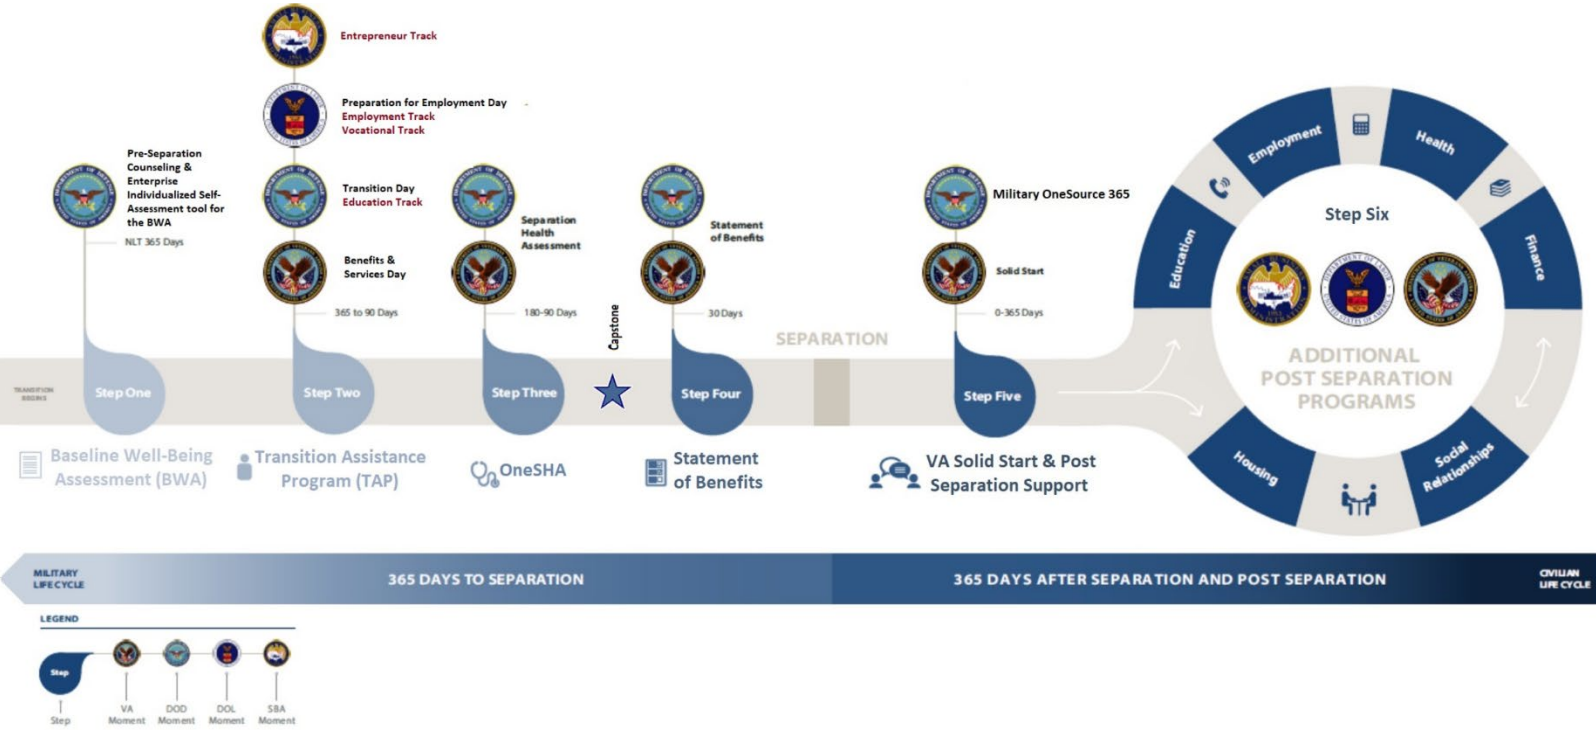 Entrepreneur Track
Preparation for Employment Day
Employment Track
Vocational Track
Pre-Separation
Counseling &
Enterprise
Individualized Self-
Assessment tool for
the BWA
NLT 365 Days
Transition Day
Education Track
Benefits &
Services Day
365 to 90 Days
Separation
Health
Assessment
180-90 Days
Capstone
Statement
of Benefits
30 Days
SEPARATION
Military OneSource 365
Solid Start
0-365 Days
TRANSITION
BEGINS
Step One
Step Two
Step Three
Step Four
Step Five
Baseline Well-Being
Assessment (BWA)
Transition Assistance
Program (TAP)
OneSHA
Statement
of Benefits
VA Solid Start & Post
Separation Support
Education
Employment
Health
Finance
Social
Relationships
Housing
Step Six
ADDITIONAL
POST SEPARATION
PROGRAMS
MILITARY
LIFE CYCLE
365 DAYS TO SEPARATION
365 DAYS AFTER SEPARATION AND POST SEPARATION
CIVILIAN
LIFE CYCLE
LEGEND
Step
Step
VA
Moment
DOD
Moment
DOL
Moment
SBA
Moment